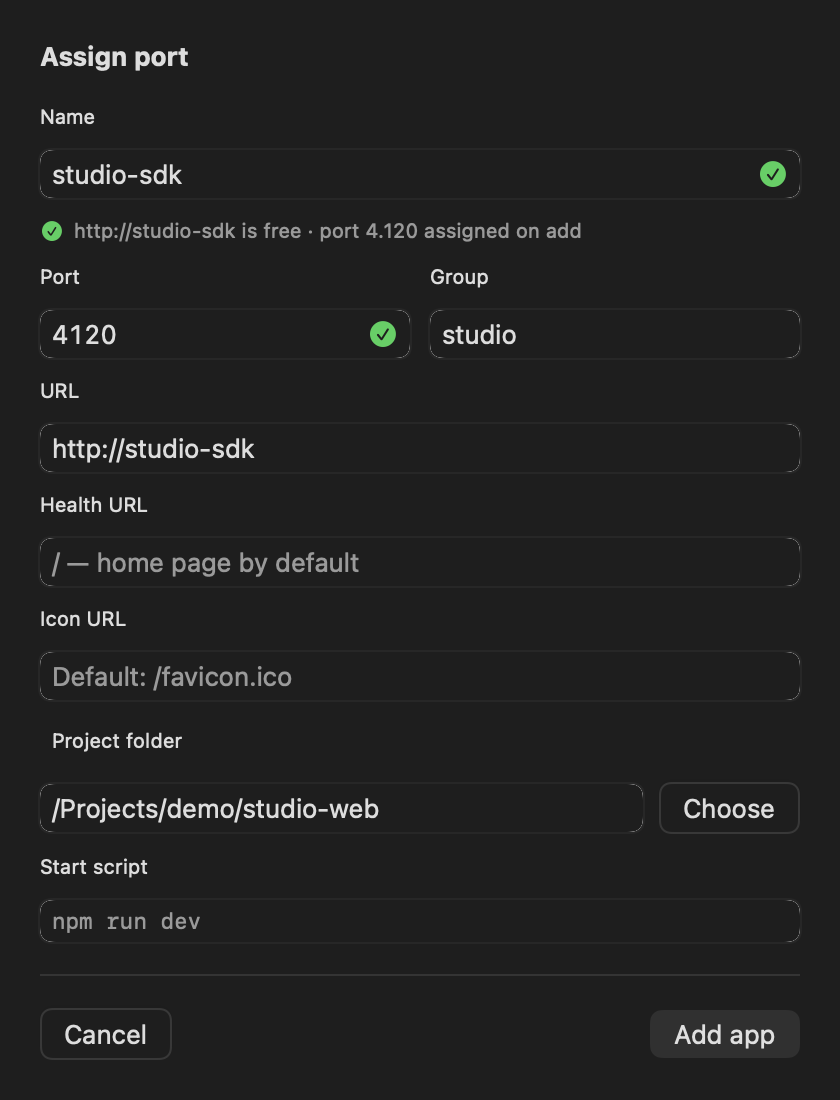 Assign port
Name
studio-sdk
http://studio-sdk is free · port 4.120 assigned on add
Port
Group
4120
studio
URL
http://studio-sdk
Health URL
/ — home page by default
Icon URL
Default: /favicon.ico
Project folder
/Projects/demo/studio-web
Choose
Start script
npm run dev
Cancel
Add app